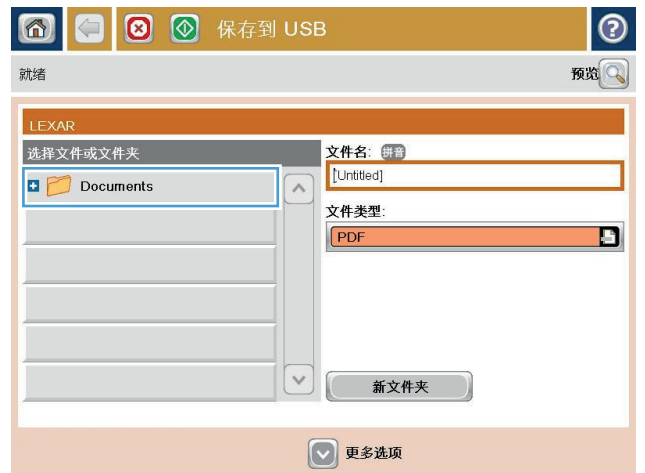 保存到 USB
?
就绪
预览
LEXAR
选择文件或文件夹
Documents
文件名: 拼音
[Untitled]
文件类型:
PDF
新文件夹
更多选项